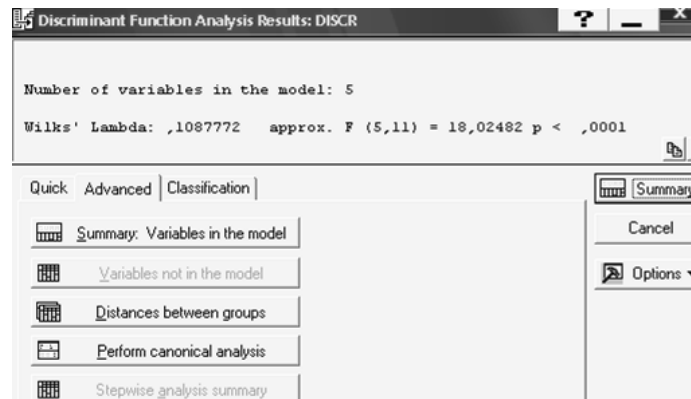 Discriminant Function Analysis Results: DISCR
Number of variables in the model: 5
Wilks' Lambda: ,1087772 approx. F (5,11) = 18,02482 p < ,0001
Quick Advanced Classification
Summary
Summary: Variables in the model
Cancel
Variables not in the model
Options
Distances between groups
Perform canonical analysis
Stepwise analysis summary